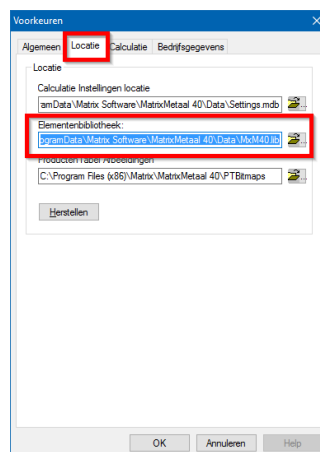 Voorkeuren
Algemeen Locatie Calculatie Bedrijfsgegevens
Locatie
Calculatie Instellingen locatie
amData\Matrix Software\MatrixMetaal 40\Data\Settings.mdb
Elementenbibliotheek:
ogramData\Matrix Software\MatrixMetaal 40\Data\MxM40.lib
ProductenTabel Afbeeldingen
C:\Program Files (x86)\Matrix\MatrixMetaal 40\PTBitmaps
Herstellen
OK Annuleren Help